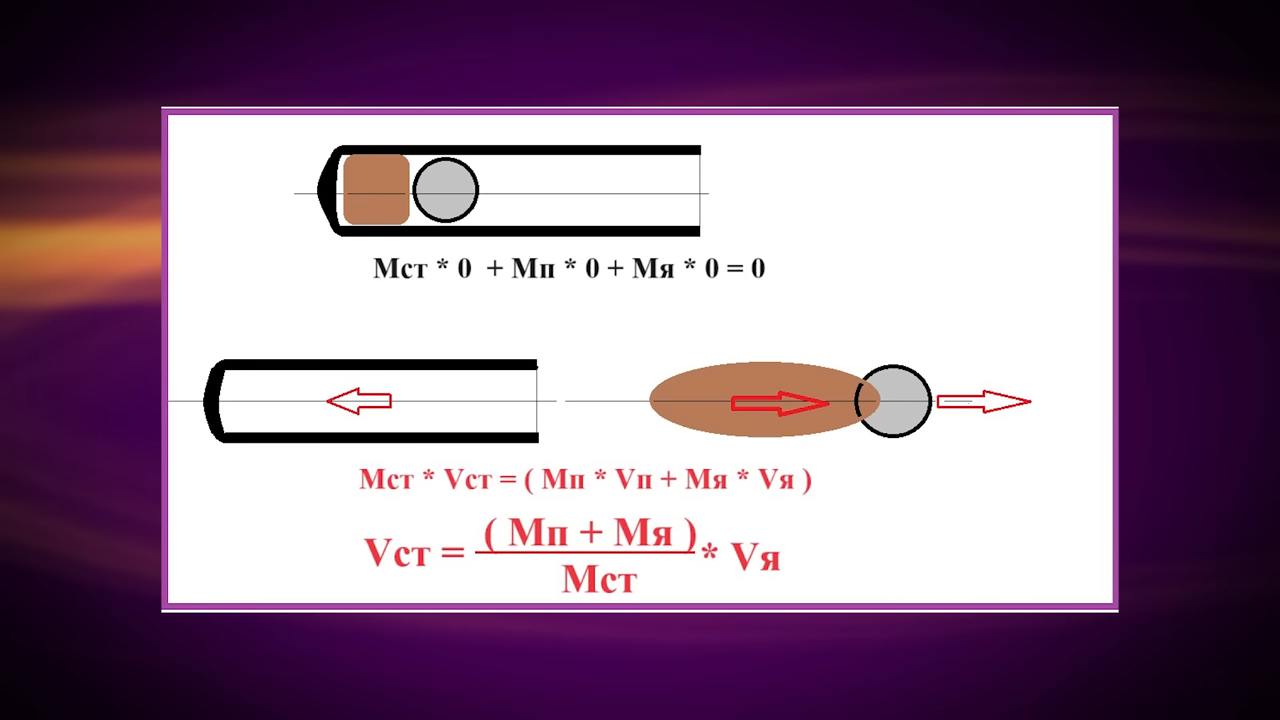 Мст * 0 + Мп * 0 + Мя * 0 = 0
Мст * Vст = ( Мп * Vп + Мя * Vя )
Vст = ( Мп + Мя ) / Мст * Vя